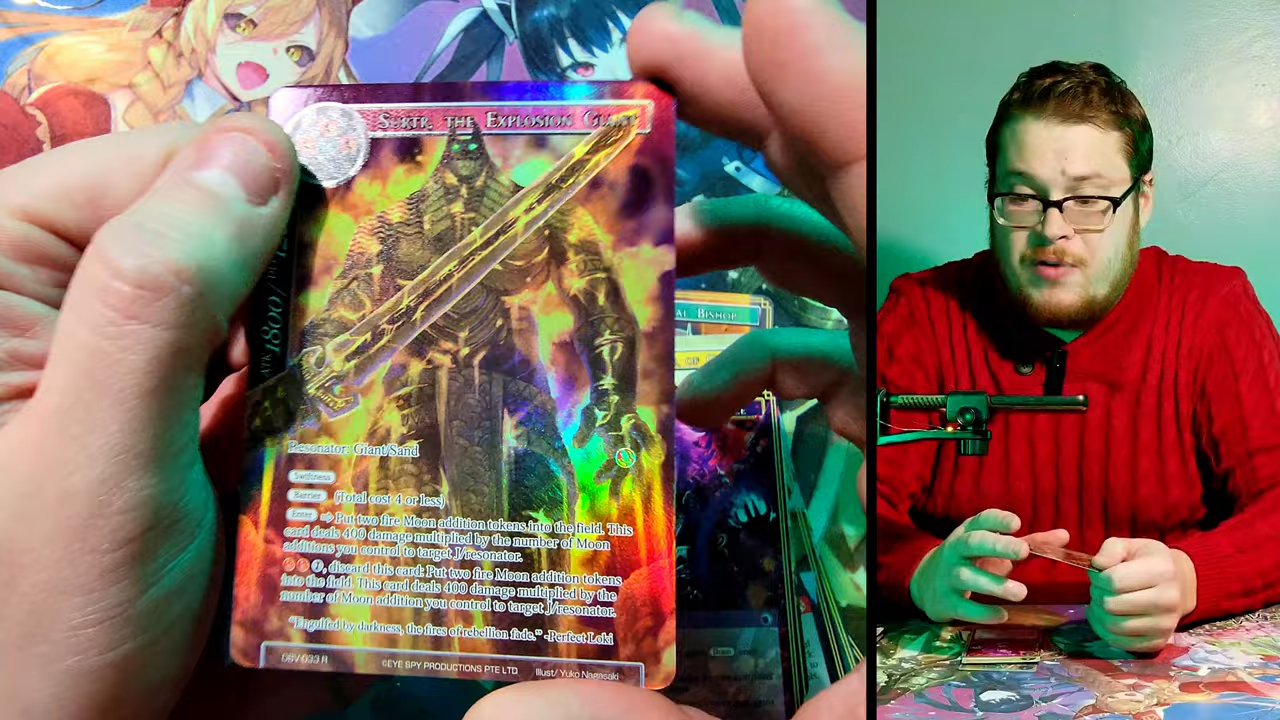 Surtr, the Explosion Giant
Resonator: Giant/Sand
Swiftness
Barrier (Total cost 4 or less)
Enter => Put two fire Moon addition tokens into the field. This
card deals 400 damage multiplied by the number of Moon
additions you control to target J/resonator.
, discard this card: Put two fire Moon addition tokens
into the field. This card deals 400 damage multiplied by the
number of Moon addition you control to target J/resonator.
"Engulfed by darkness, the fires of rebellion fade." -Perfect Loki
033 R
©EYE SPY PRODUCTIONS PTE LTD
Illust/ Yuko Nagasaki
Bishop
Drain